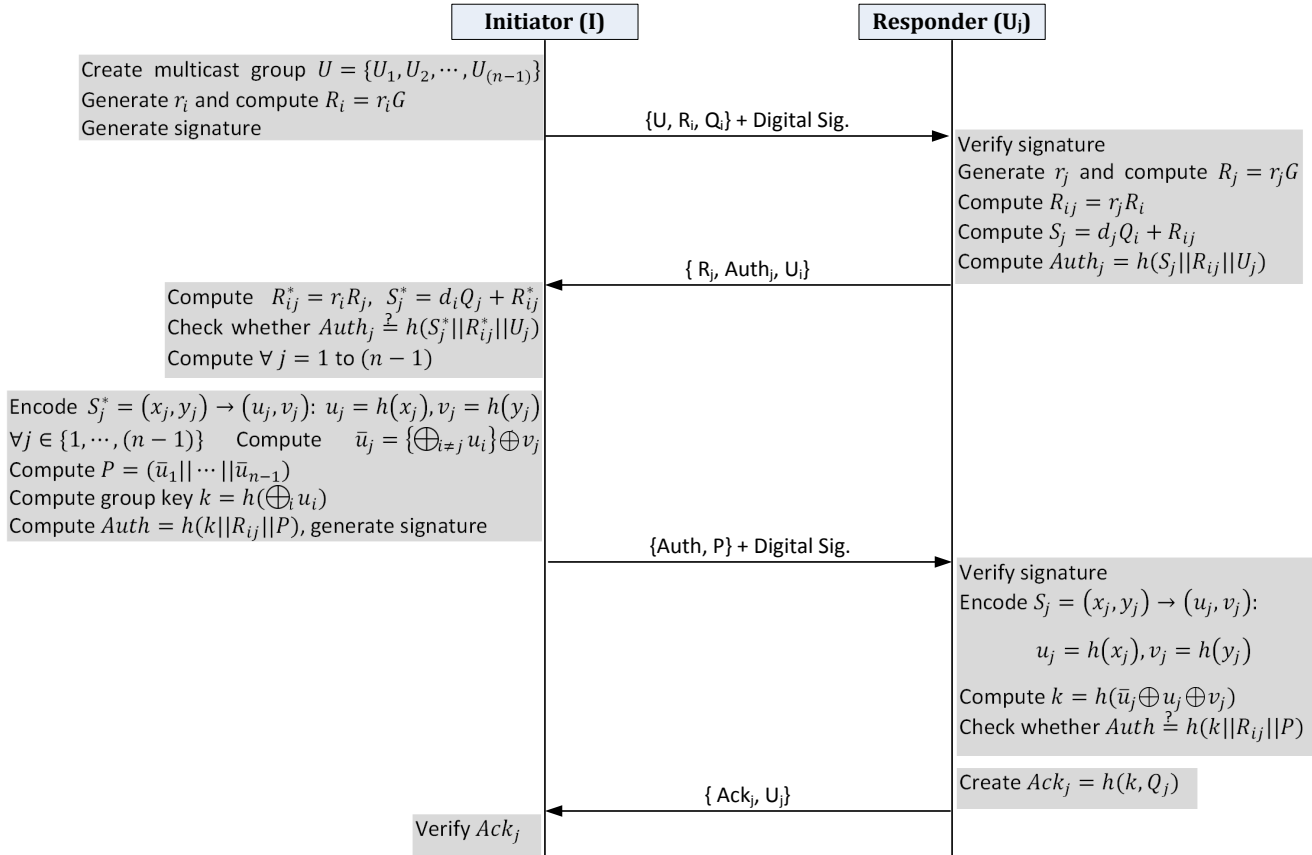 Initiator (I)
Responder (Uⱼ)
Create multicast group 𝑈 = {𝑈₁, 𝑈₂, ⋯, 𝑈₍ₙ₋₁₎}
Generate 𝑟ᵢ and compute 𝑅ᵢ = 𝑟ᵢ𝐺
Generate signature
{U, Rᵢ, Qᵢ} + Digital Sig.
Verify signature
Generate 𝑟ⱼ and compute 𝑅ⱼ = 𝑟ⱼ𝐺
Compute 𝑅ᵢⱼ = 𝑟ⱼ𝑅ᵢ
Compute 𝑆ⱼ = 𝑑ⱼ𝑄ᵢ + 𝑅ᵢⱼ
Compute 𝐴𝑢𝑡ℎⱼ = ℎ(𝑆ⱼ||𝑅ᵢⱼ||𝑈ⱼ)
{ Rⱼ, Authⱼ, Uᵢ}
Compute 𝑅*ᵢⱼ = 𝑟ᵢ𝑅ⱼ, 𝑆*ⱼ = 𝑑ᵢ𝑄ⱼ + 𝑅*ᵢⱼ
Check whether 𝐴𝑢𝑡ℎⱼ ≟ ℎ(𝑆*ⱼ||𝑅*ᵢⱼ||𝑈ⱼ)
Compute ∀ 𝑗 = 1 to (𝑛 − 1)
Encode 𝑆*ⱼ = (𝑥ⱼ, 𝑦ⱼ) → (𝑢ⱼ, 𝑣ⱼ): 𝑢ⱼ = ℎ(𝑥ⱼ), 𝑣ⱼ = ℎ(𝑦ⱼ)
∀𝑗 ∈ {1, ⋯, (𝑛 − 1)} Compute 𝑢̅ⱼ = {⨁ᵢ≠ⱼ 𝑢ᵢ}⨁𝑣ⱼ
Compute 𝑃 = (𝑢̅₁|| ⋯ ||𝑢̅ₙ₋₁)
Compute group key 𝑘 = ℎ(⨁ᵢ 𝑢ᵢ)
Compute 𝐴𝑢𝑡ℎ = ℎ(𝑘||𝑅ᵢⱼ||𝑃), generate signature
{Auth, P} + Digital Sig.
Verify signature
Encode 𝑆ⱼ = (𝑥ⱼ, 𝑦ⱼ) → (𝑢ⱼ, 𝑣ⱼ):
𝑢ⱼ = ℎ(𝑥ⱼ), 𝑣ⱼ = ℎ(𝑦ⱼ)
Compute 𝑘 = ℎ(𝑢̅ⱼ⨁𝑢ⱼ⨁𝑣ⱼ)
Check whether 𝐴𝑢𝑡ℎ ≟ ℎ(𝑘||𝑅ᵢⱼ||𝑃)
Create 𝐴𝑐𝑘ⱼ = ℎ(𝑘, 𝑄ⱼ)
{ Ackⱼ, Uⱼ}
Verify 𝐴𝑐𝑘ⱼ